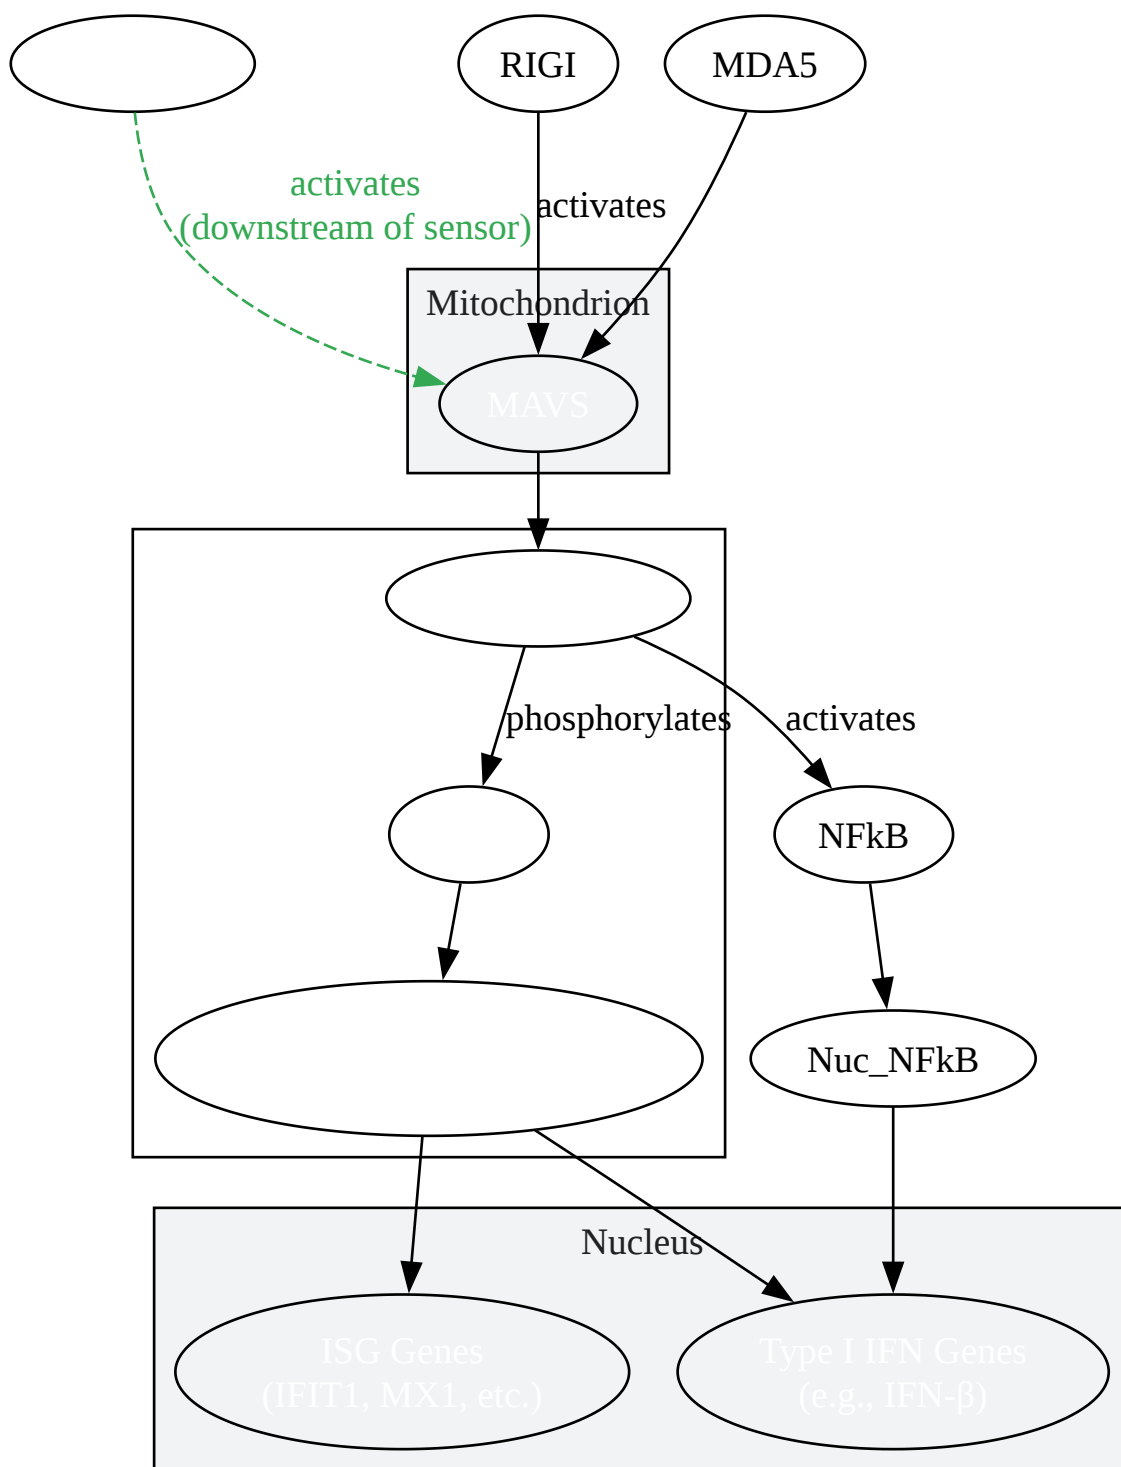 RIGI
MDA5
activates
(downstream of sensor)
activates
Mitochondrion
MAVS
phosphorylates
activates
NFkB
Nuc_NFkB
Nucleus
ISG Genes
(IFIT1, MX1, etc.)
Type I IFN Genes
(e.g., IFN-β)